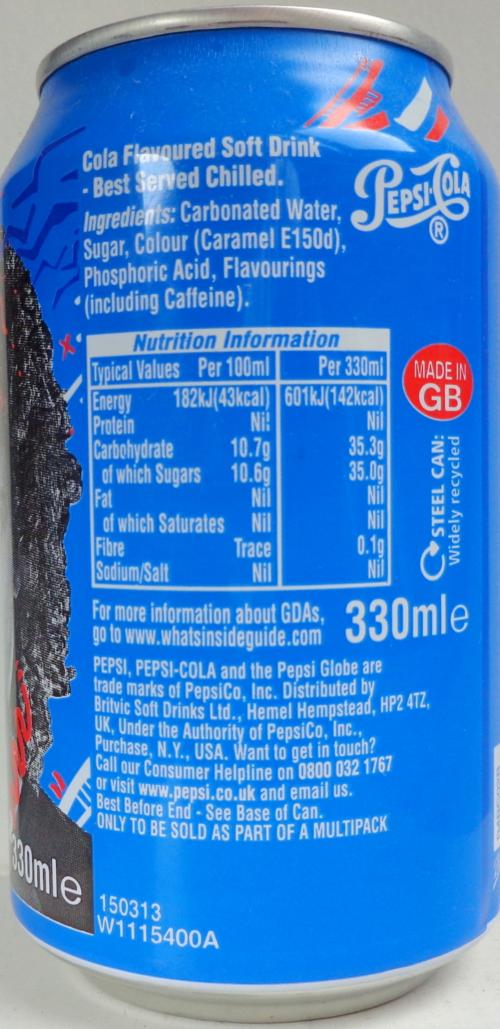 Cola Flavoured Soft Drink
- Best Served Chilled.
PEPSI-COLA
®
Ingredients: Carbonated Water,
Sugar, Colour (Caramel E150d),
Phosphoric Acid, Flavourings
(including Caffeine).
Nutrition Information
Typical Values Per 100ml Per 330ml
Energy 182kJ(43kcal) 601kJ(142kcal)
Protein Nil Nil
Carbohydrate 10.7g 35.3g
of which Sugars 10.6g 35.0g
Fat Nil Nil
of which Saturates Nil Nil
Fibre Trace 0.1g
Sodium/Salt Nil Nil
MADE IN
GB
STEEL CAN:
Widely recycled
For more information about GDAs,
go to www.whatsinsideguide.com
330ml e
PEPSI, PEPSI-COLA and the Pepsi Globe are
trade marks of PepsiCo, Inc. Distributed by
Britvic Soft Drinks Ltd., Hemel Hempstead, HP2 4TZ,
UK, Under the Authority of PepsiCo, Inc.,
Purchase, N.Y., USA. Want to get in touch?
Call our Consumer Helpline on 0800 032 1767
or visit www.pepsi.co.uk and email us.
Best Before End - See Base of Can.
ONLY TO BE SOLD AS PART OF A MULTIPACK
330ml e
150313
W1115400A